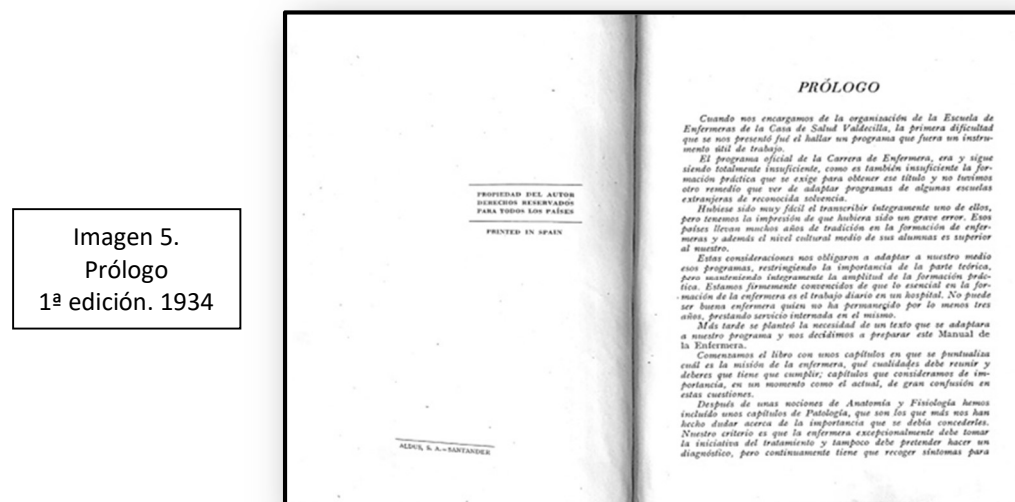 Imagen 5.
Prólogo
1ª edición. 1934
PROPIEDAD DEL AUTOR
DERECHOS RESERVADOS
PARA TODOS LOS PAÍSES
PRINTED IN SPAIN
ALDUS, S. A.-SANTANDER
PRÓLOGO
Cuando nos encargamos de la organización de la Escuela de
Enfermeras de la Casa de Salud Valdecilla, la primera dificultad
que se nos presentó fué el hallar un programa que fuera un instru-
mento útil de trabajo.
El programa oficial de la Carrera de Enfermera, era y sigue
siendo totalmente insuficiente, como es también insuficiente la for-
mación práctica que se exige para obtener ese título y no tuvimos
otro remedio que ver de adaptar programas de algunas escuelas
extranjeras de reconocida solvencia.
Hubiese sido muy fácil el transcribir íntegramente uno de ellos,
pero tenemos la impresión de que hubiera sido un grave error. Esos
países llevan muchos años de tradición en la formación de enfer-
meras y además el nivel cultural medio de sus alumnas es superior
al nuestro.
Estas consideraciones nos obligaron a adaptar a nuestro medio
esos programas, restringiendo la importancia de la parte teórica,
pero manteniendo íntegramente la amplitud de la formación prác-
tica. Estamos firmemente convencidos de que lo esencial en la for-
mación de la enfermera es el trabajo diario en un hospital. No puede
ser buena enfermera quien no ha permanecido por lo menos tres
años, prestando servicio internada en el mismo.
Más tarde se planteó la necesidad de un texto que se adaptara
a nuestro programa y nos decidimos a preparar este Manual de
la Enfermera.
Comenzamos el libro con unos capítulos en que se puntualiza
cuál es la misión de la enfermera, qué cualidades debe reunir y
deberes que tiene que cumplir; capítulos que consideramos de im-
portancia, en un momento como el actual, de gran confusión en
estas cuestiones.
Después de unas nociones de Anatomía y Fisiología hemos
incluído unos capítulos de Patología, que son los que más nos han
hecho dudar acerca de la importancia que se debía concederles.
Nuestro criterio es que la enfermera excepcionalmente debe tomar
la iniciativa del tratamiento y tampoco debe pretender hacer un
diagnóstico, pero continuamente tiene que recoger síntomas para